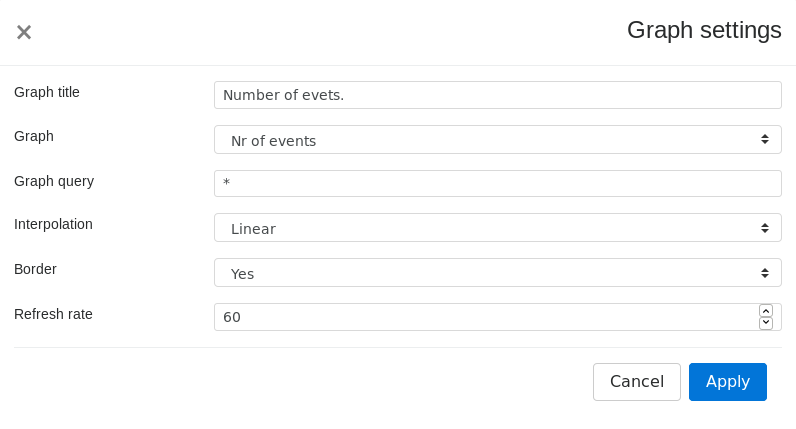 Graph settings
Graph title Number of evets.
Graph Nr of events
Graph query *
Interpolation Linear
Border Yes
Refresh rate 60
Cancel Apply